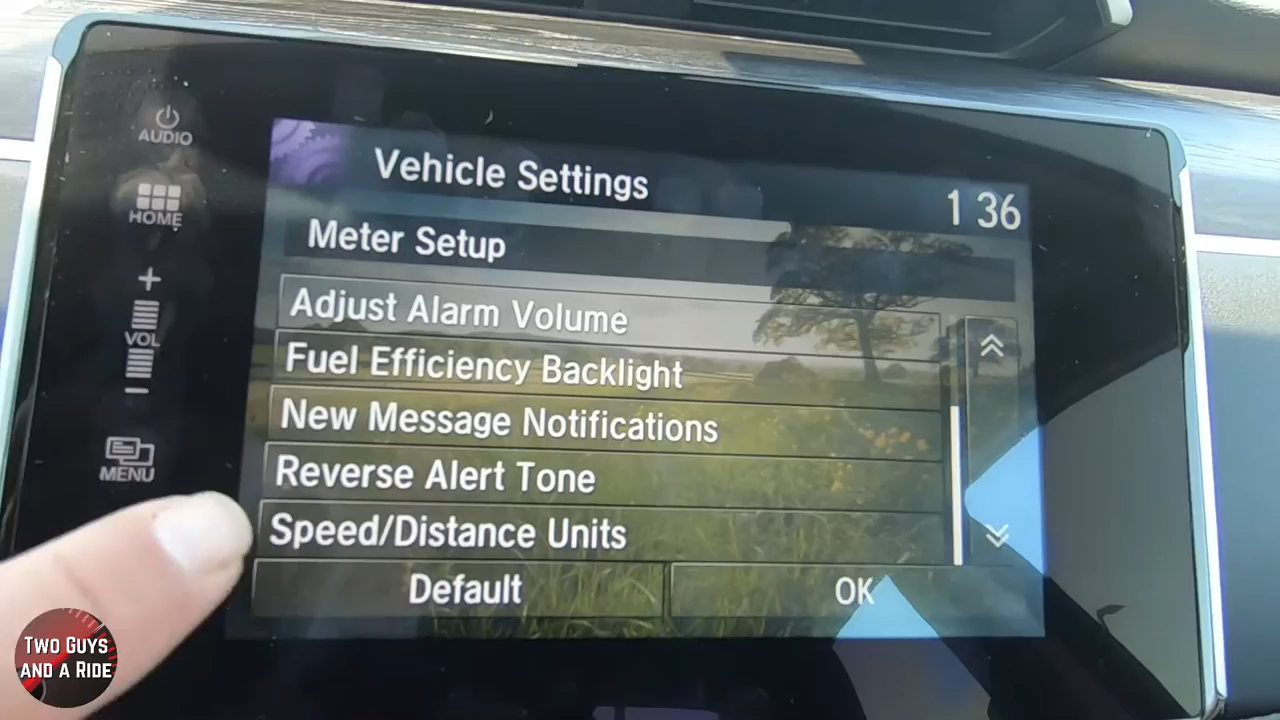 AUDIO
HOME
+
VOL
-
MENU
Vehicle Settings
1 36
Meter Setup
Adjust Alarm Volume
Fuel Efficiency Backlight
New Message Notifications
Reverse Alert Tone
Speed/Distance Units
Default
OK
TWO GUYS
AND A RIDE